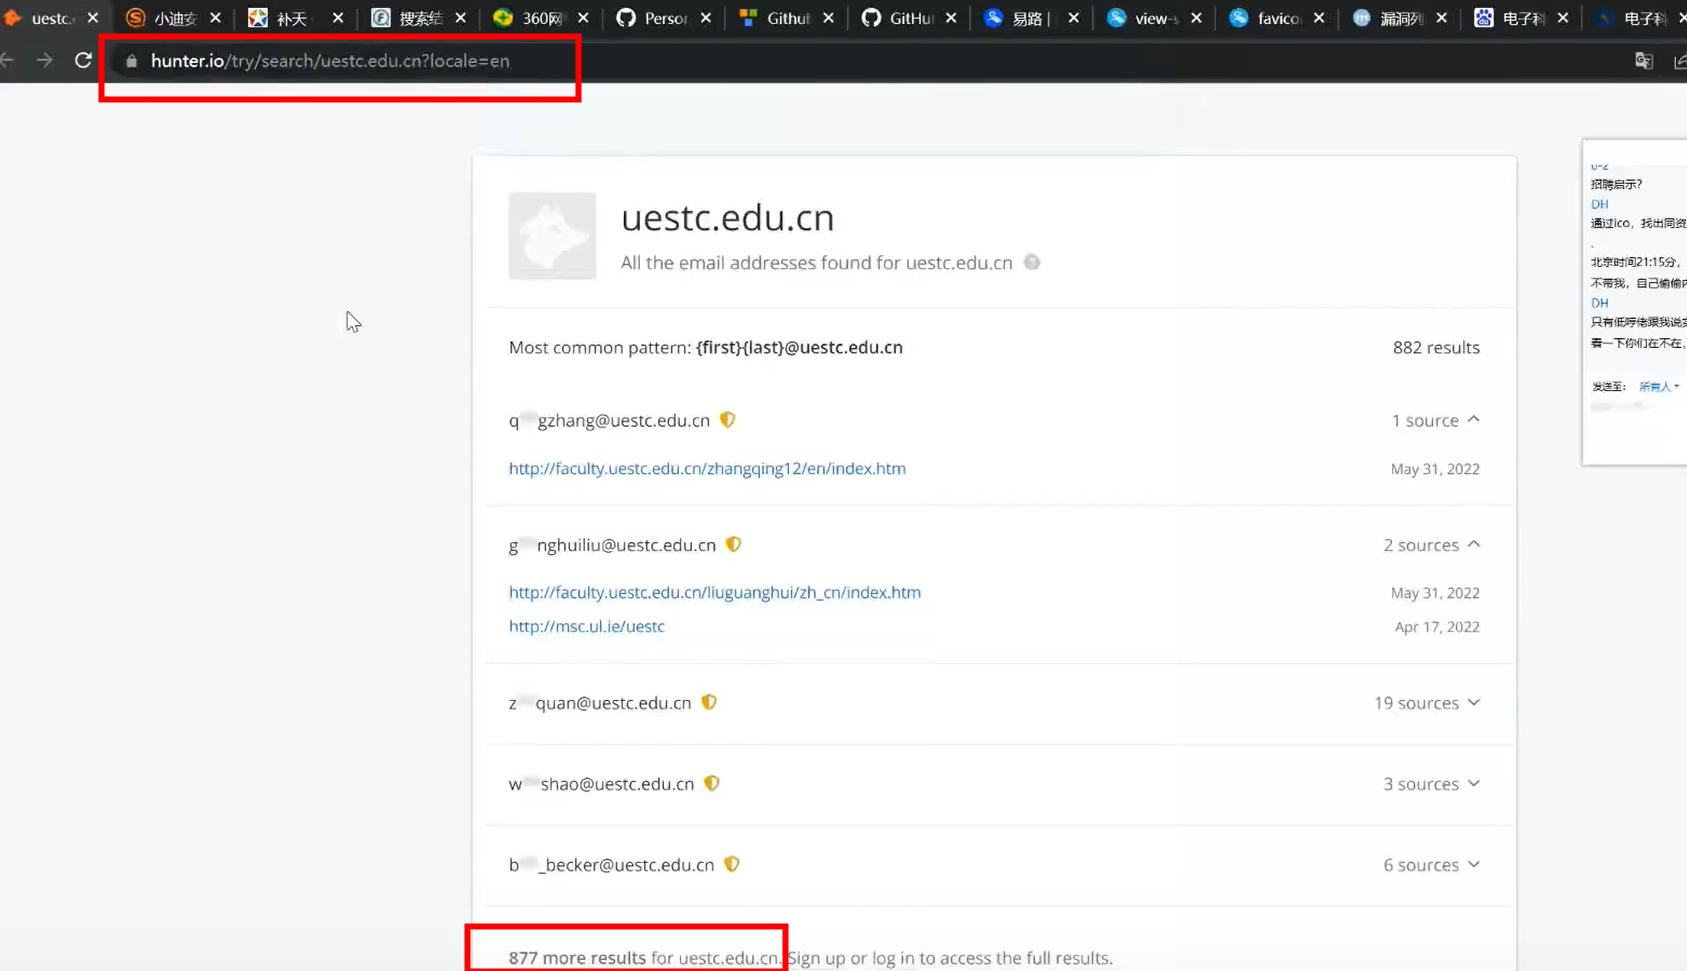 uestc. 小迪安 补天 搜索结 360网 Person Github GitHu 易路 | view-s favico 漏洞列 电子科 电子科
hunter.io/try/search/uestc.edu.cn?locale=en
uestc.edu.cn
All the email addresses found for uestc.edu.cn
Most common pattern: {first}{last}@uestc.edu.cn 882 results
q gzhang@uestc.edu.cn 1 source
http://faculty.uestc.edu.cn/zhangqing12/en/index.htm May 31, 2022
g nghuiliu@uestc.edu.cn 2 sources
http://faculty.uestc.edu.cn/liuguanghui/zh_cn/index.htm May 31, 2022
http://msc.ul.ie/uestc Apr 17, 2022
z quan@uestc.edu.cn 19 sources
w shao@uestc.edu.cn 3 sources
b _becker@uestc.edu.cn 6 sources
877 more results for uestc.edu.cn. Sign up or log in to access the full results.
招聘启示?
DH
通过ico，找出同资
、
北京时间21:15分，
不带我，自己偷偷内
DH
只有低哼佬跟我说实
看一下你们在不在，
发送至： 所有人